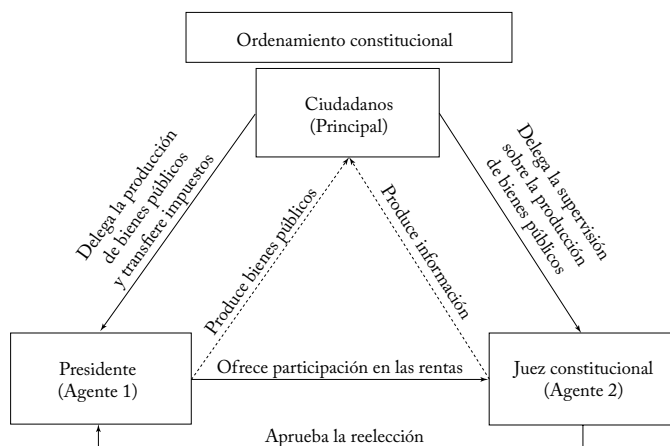 Ordenamiento constitucional
Ciudadanos
(Principal)
Delega la producción
de bienes públicos
y transfiere impuestos
Produce bienes públicos
Produce información
Delega la supervisión
sobre la producción
de bienes públicos
Presidente
(Agente 1)
Ofrece participación en las rentas
Juez constitucional
(Agente 2)
Aprueba la reelección